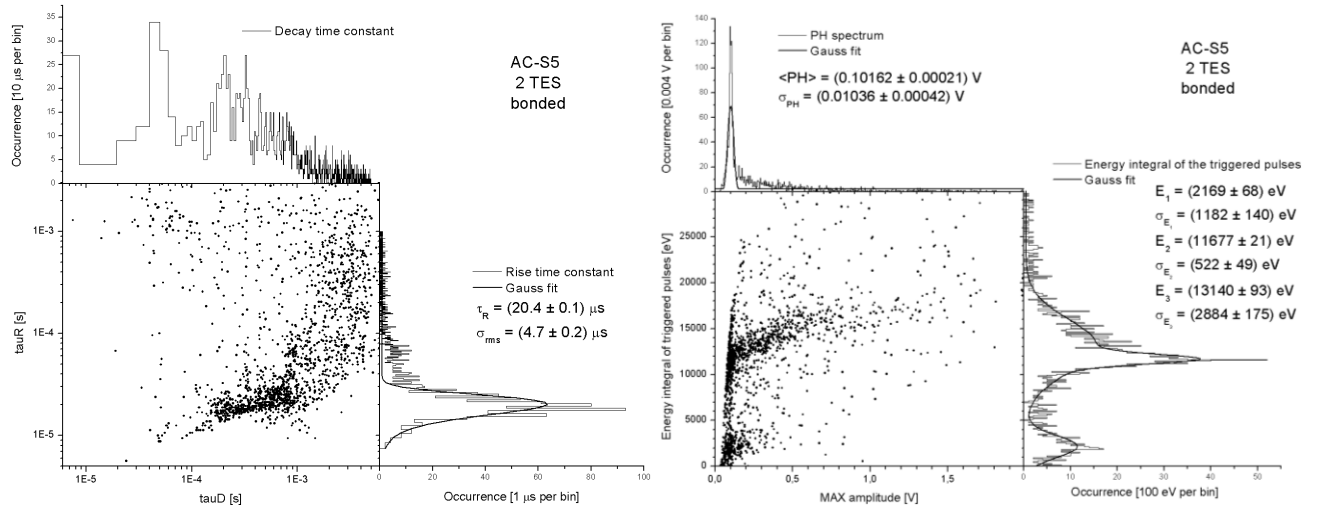 Occurrence [10 μs per bin]
35
30
25
20
15
10
5
0
Decay time constant
AC-S5
2 TES
bonded
tauR [s]
1E-3
1E-4
1E-5
1E-5
1E-4
1E-3
tauD [s]
Rise time constant
Gauss fit
τR = (20.4 ± 0.1) μs
σrms = (4.7 ± 0.2) μs
0
20
40
60
80
100
Occurrence [1 μs per bin]
Occurrence [0.004 V per bin]
140
120
100
80
60
40
20
0
PH spectrum
Gauss fit
<PH> = (0.10162 ± 0.00021) V
σPH = (0.01036 ± 0.00042) V
AC-S5
2 TES
bonded
Energy integral of the triggered pulses
Gauss fit
E1 = (2169 ± 68) eV
σE1 = (1182 ± 140) eV
E2 = (11677 ± 21) eV
σE2 = (522 ± 49) eV
E3 = (13140 ± 93) eV
σE3 = (2884 ± 175) eV
Energy integral of triggered pulses [eV]
25000
20000
15000
10000
5000
0
0,0
0,5
1,0
1,5
MAX amplitude [V]
0
10
20
30
40
50
Occurrence [100 eV per bin]